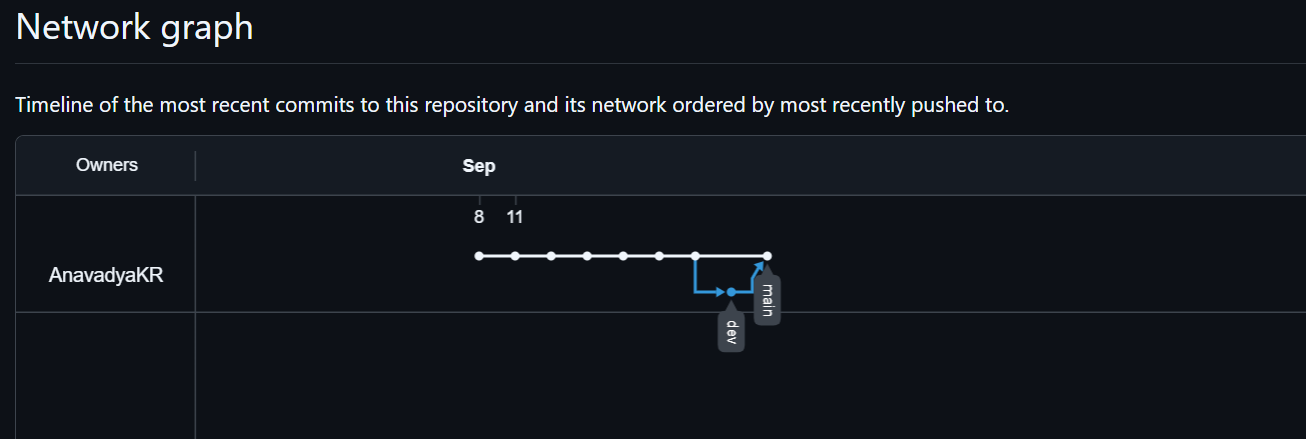 Network graph
Timeline of the most recent commits to this repository and its network ordered by most recently pushed to.
Owners
Sep
8 11
AnavadyaKR
main
dev